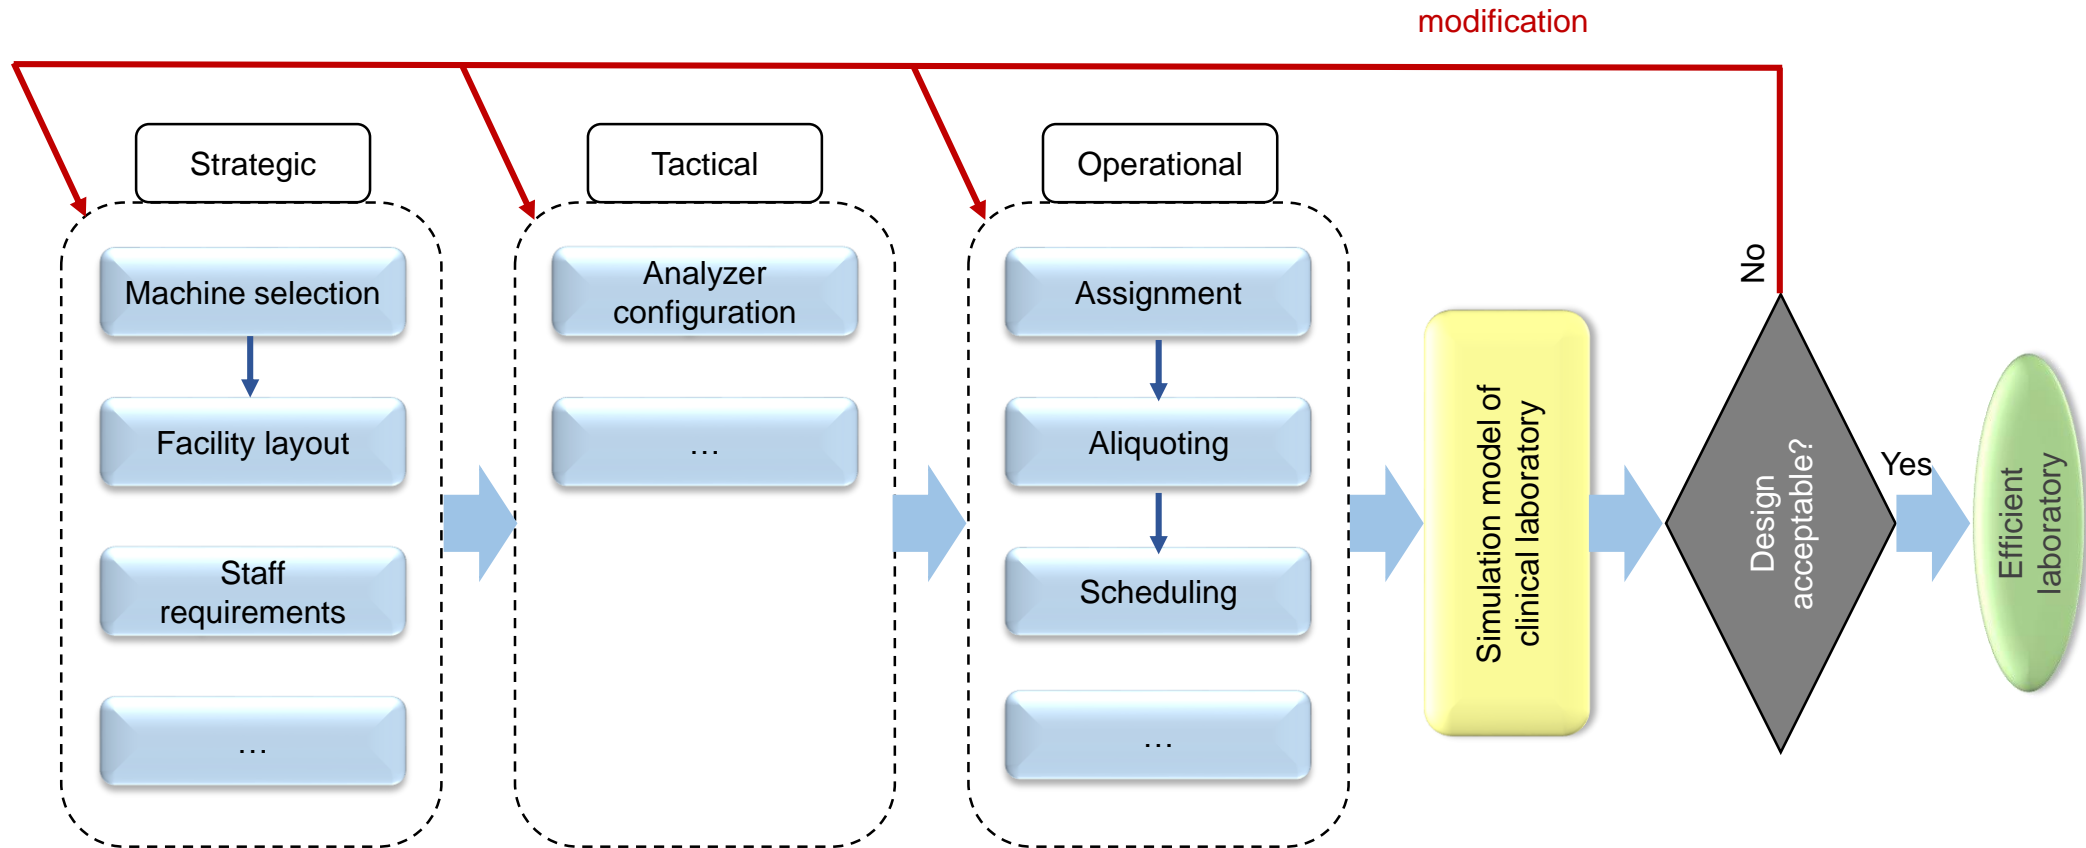 modification
Strategic
Tactical
Operational
Machine selection
Facility layout
Staff
requirements
…
Analyzer
configuration
…
Assignment
Aliquoting
Scheduling
…
Simulation model of
clinical laboratory
Design
acceptable?
No
Yes
Efficient
laboratory